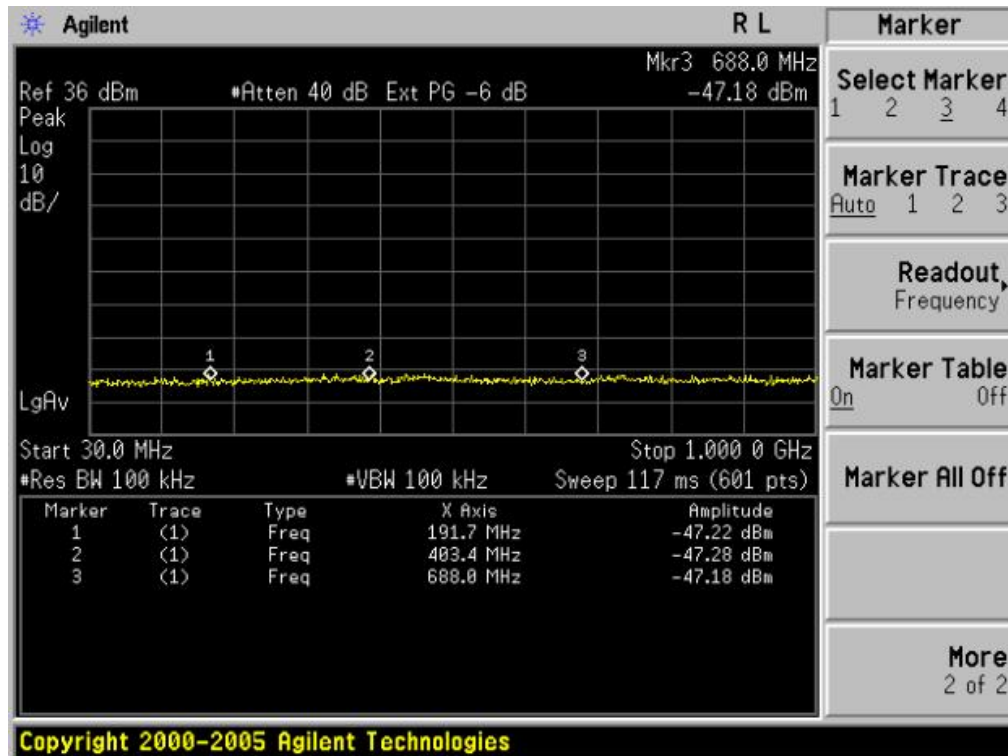 Agilent R L
Mkr3 688.0 MHz
Ref 36 dBm #Atten 40 dB Ext PG -6 dB -47.18 dBm
Peak
Log
10
dB/
1 2 3
LgAv
Start 30.0 MHz Stop 1.000 0 GHz
#Res BW 100 kHz #VBW 100 kHz Sweep 117 ms (601 pts)
Marker Trace Type X Axis Amplitude
1 (1) Freq 191.7 MHz -47.22 dBm
2 (1) Freq 403.4 MHz -47.28 dBm
3 (1) Freq 688.0 MHz -47.18 dBm
Marker
Select Marker
1 2 3 4
Marker Trace
Auto 1 2 3
Readout
Frequency
Marker Table
On Off
Marker All Off
More
2 of 2
Copyright 2000-2005 Agilent Technologies